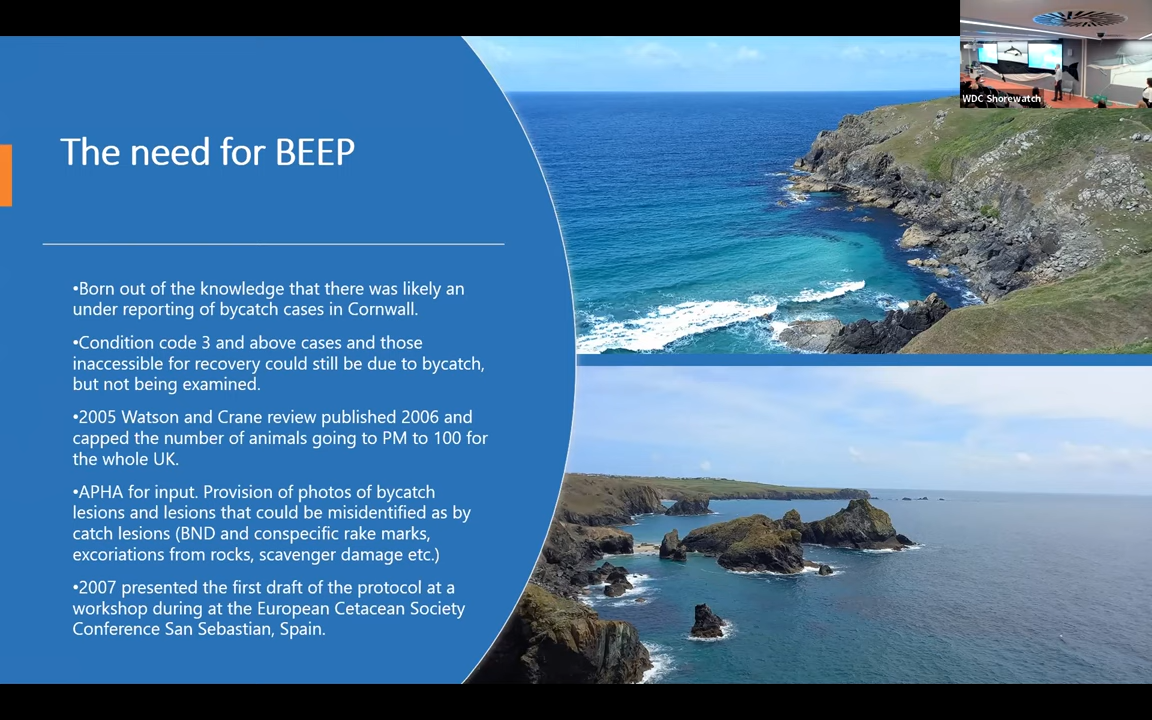 The need for BEEP
•Born out of the knowledge that there was likely an
under reporting of bycatch cases in Cornwall.
•Condition code 3 and above cases and those
inaccessible for recovery could still be due to bycatch,
but not being examined.
•2005 Watson and Crane review published 2006 and
capped the number of animals going to PM to 100 for
the whole UK.
•APHA for input. Provision of photos of bycatch
lesions and lesions that could be misidentified as by
catch lesions (BND and conspecific rake marks,
excoriations from rocks, scavenger damage etc.)
•2007 presented the first draft of the protocol at a
workshop during at the European Cetacean Society
Conference San Sebastian, Spain.
WDC Shorewatch